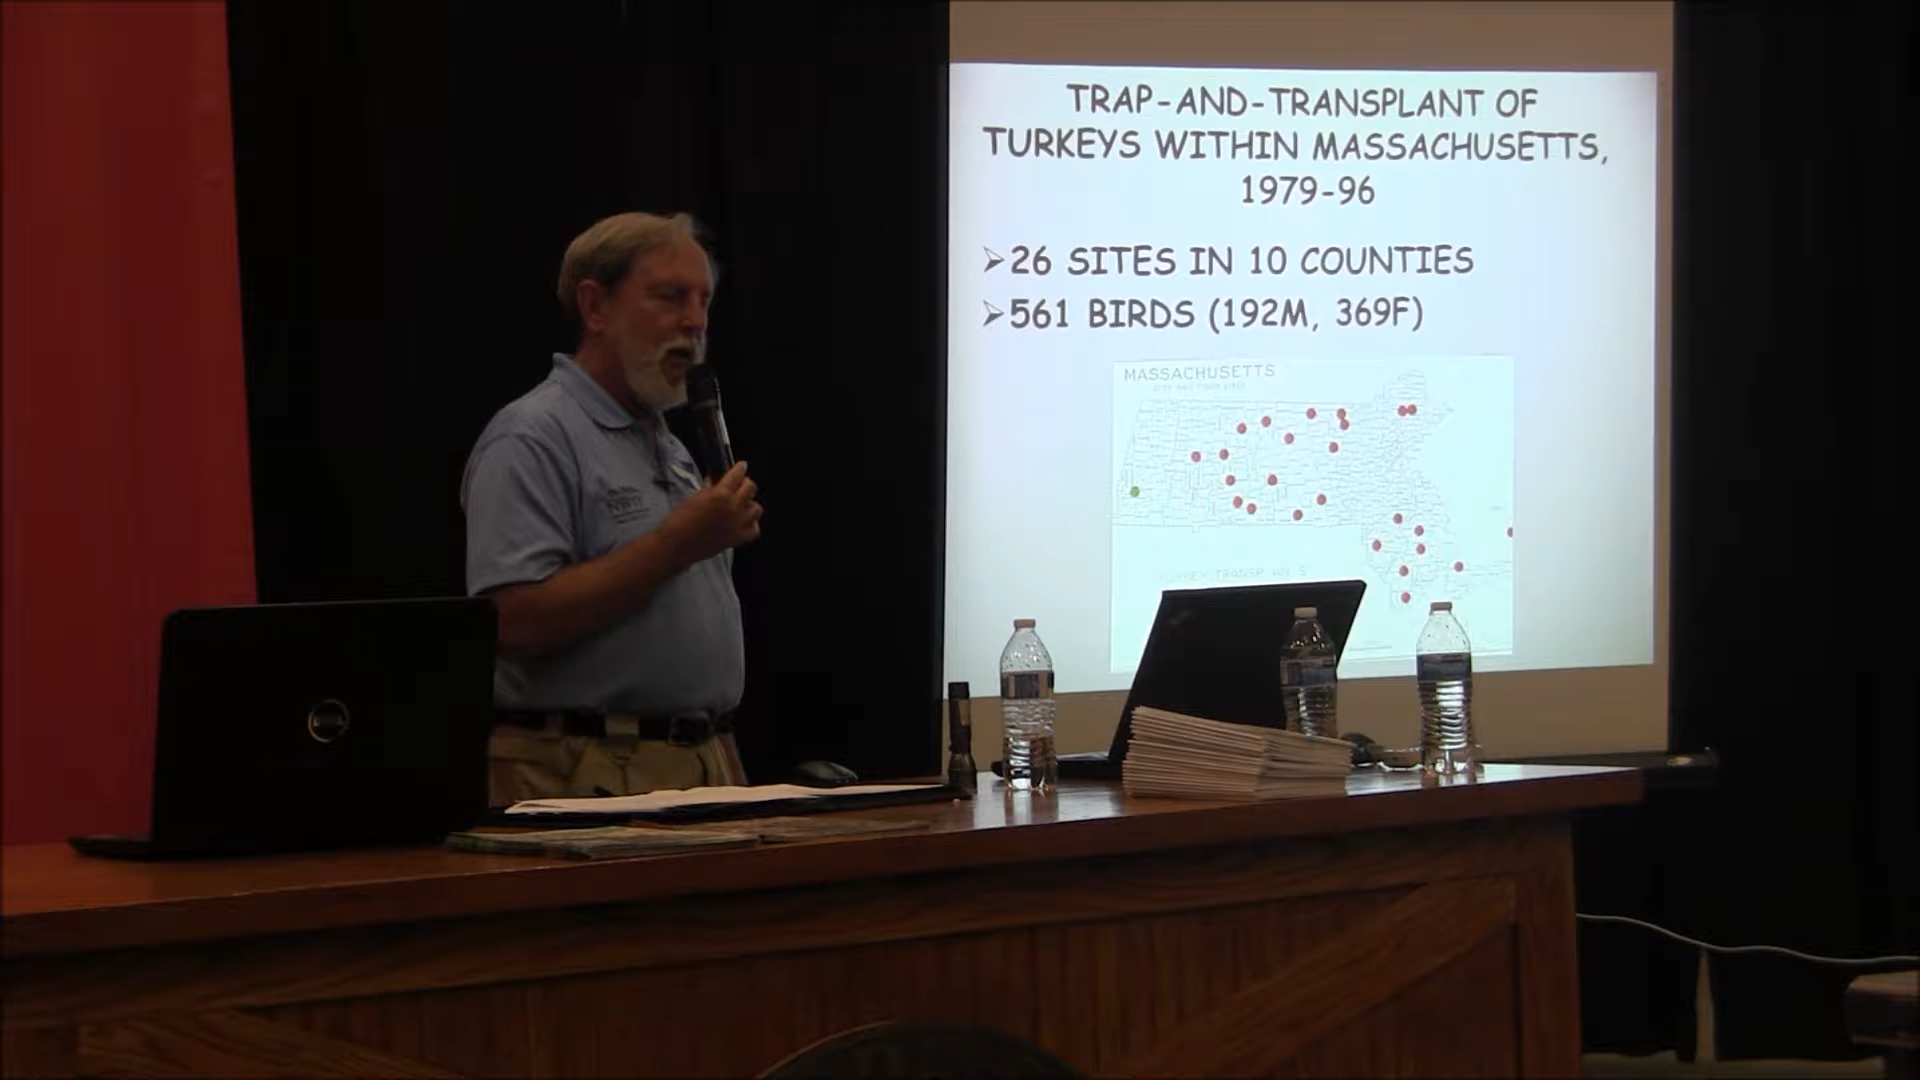 TRAP-AND-TRANSPLANT OF
TURKEYS WITHIN MASSACHUSETTS,
1979-96
➢26 SITES IN 10 COUNTIES
➢561 BIRDS (192M, 369F)
MASSACHUSETTS
DELL